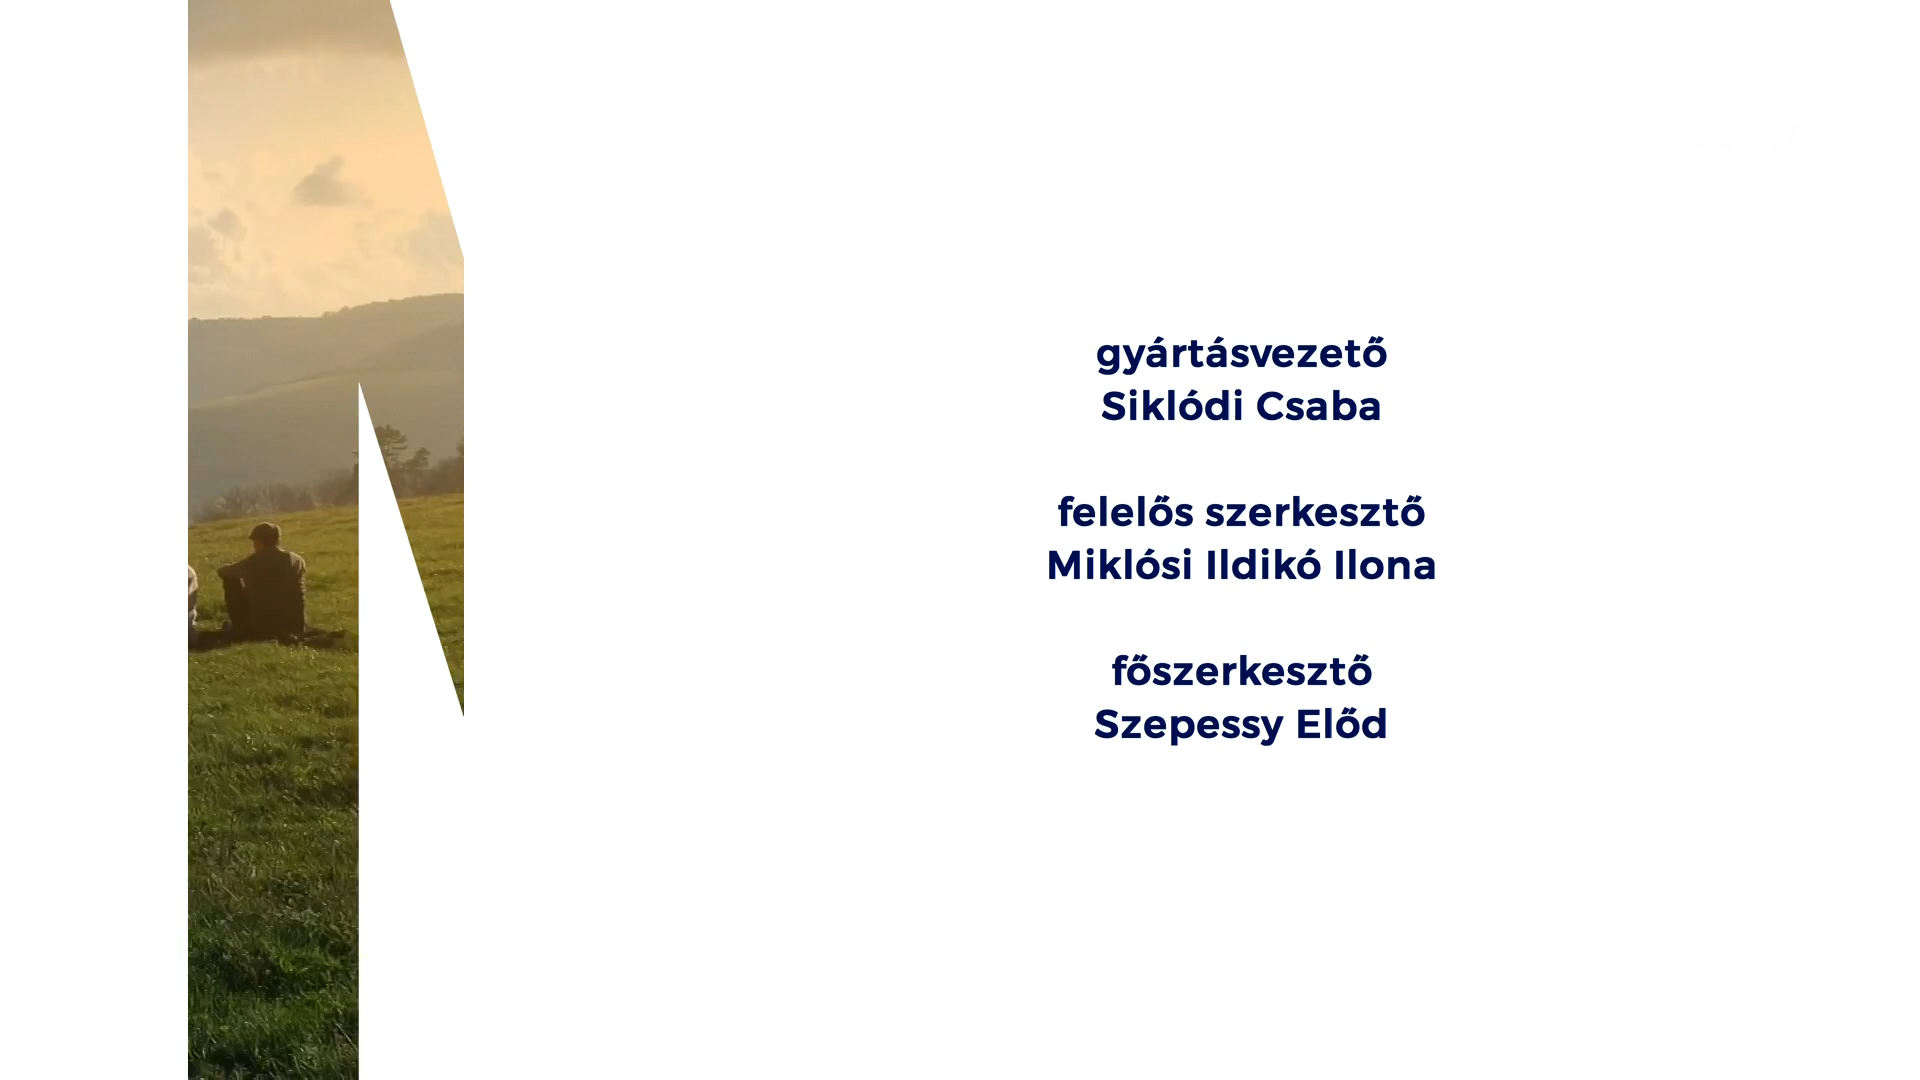 gyártásvezető
Siklódi Csaba
felelős szerkesztő
Miklósi Ildikó Ilona
főszerkesztő
Szepessy Előd